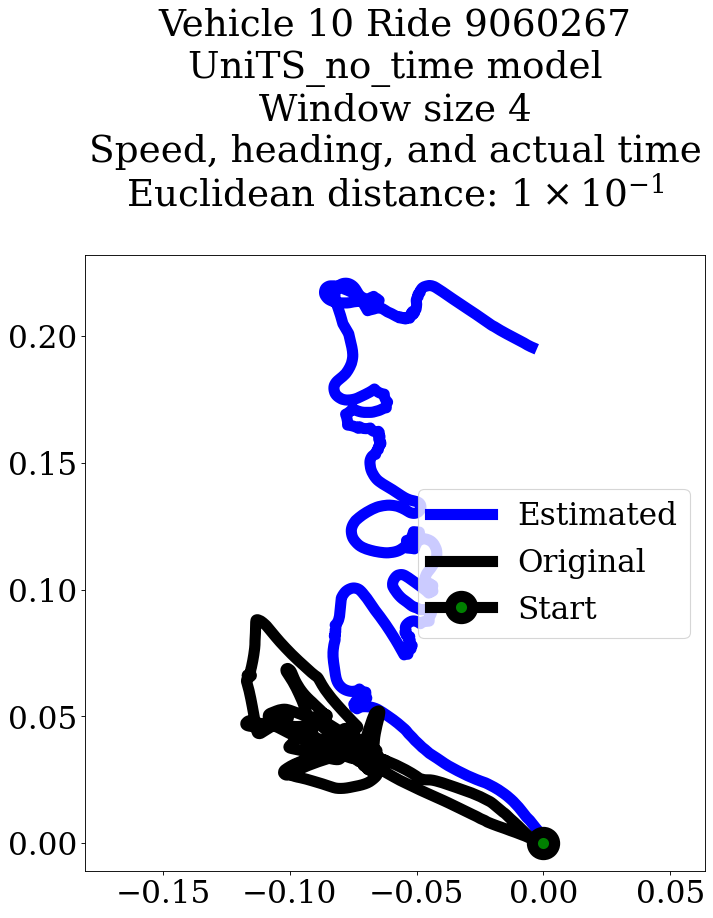 Vehicle 10 Ride 9060267
UniTS_no_time model
Window size 4
Speed, heading, and actual time
Euclidean distance: $1 \times 10^{-1}$
0.20
0.15
0.10
0.05
0.00
Estimated
Original
Start
−0.15 −0.10 −0.05 0.00 0.05